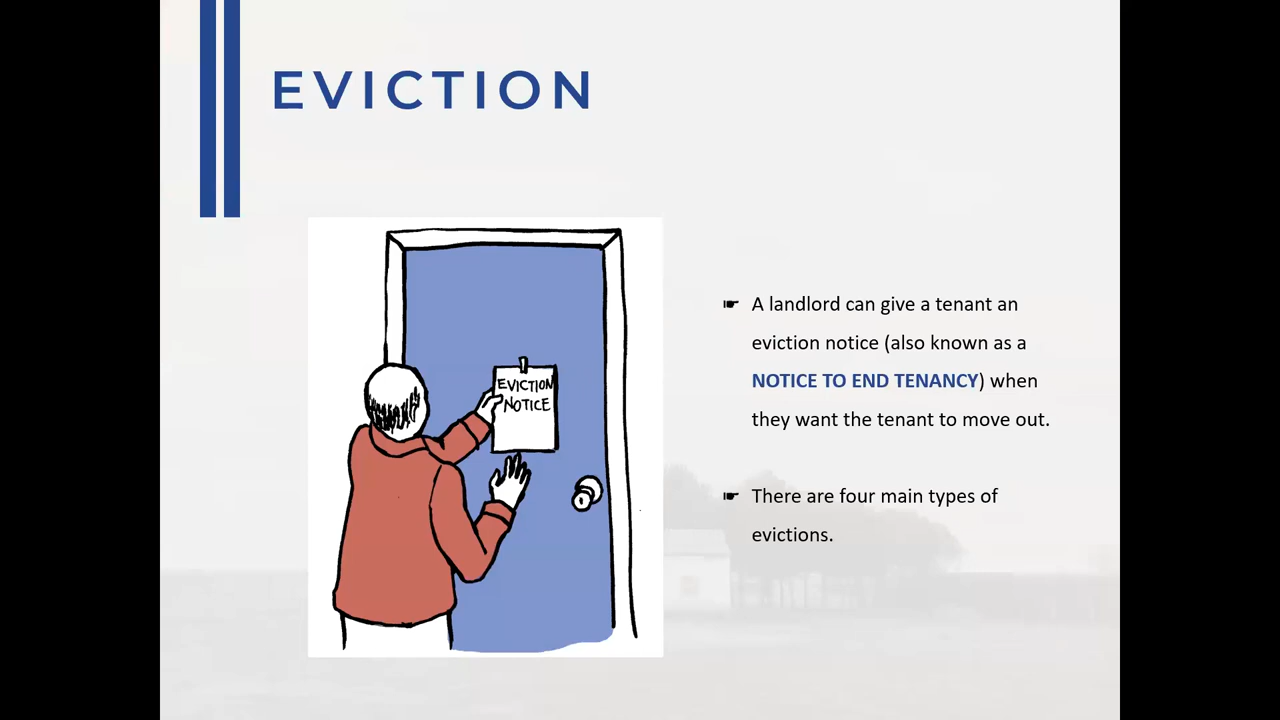 EVICTION
EVICTION
NOTICE
☛ A landlord can give a tenant an
eviction notice (also known as a
NOTICE TO END TENANCY) when
they want the tenant to move out.
☛ There are four main types of
evictions.